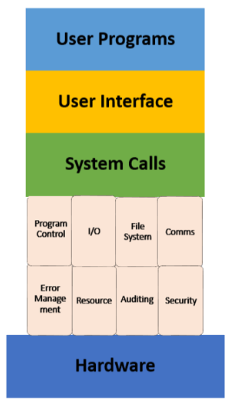 User Programs
User Interface
System Calls
Program
Control
I/O
File
System
Comms
Error
Manage
ment
Resource
Auditing
Security
Hardware